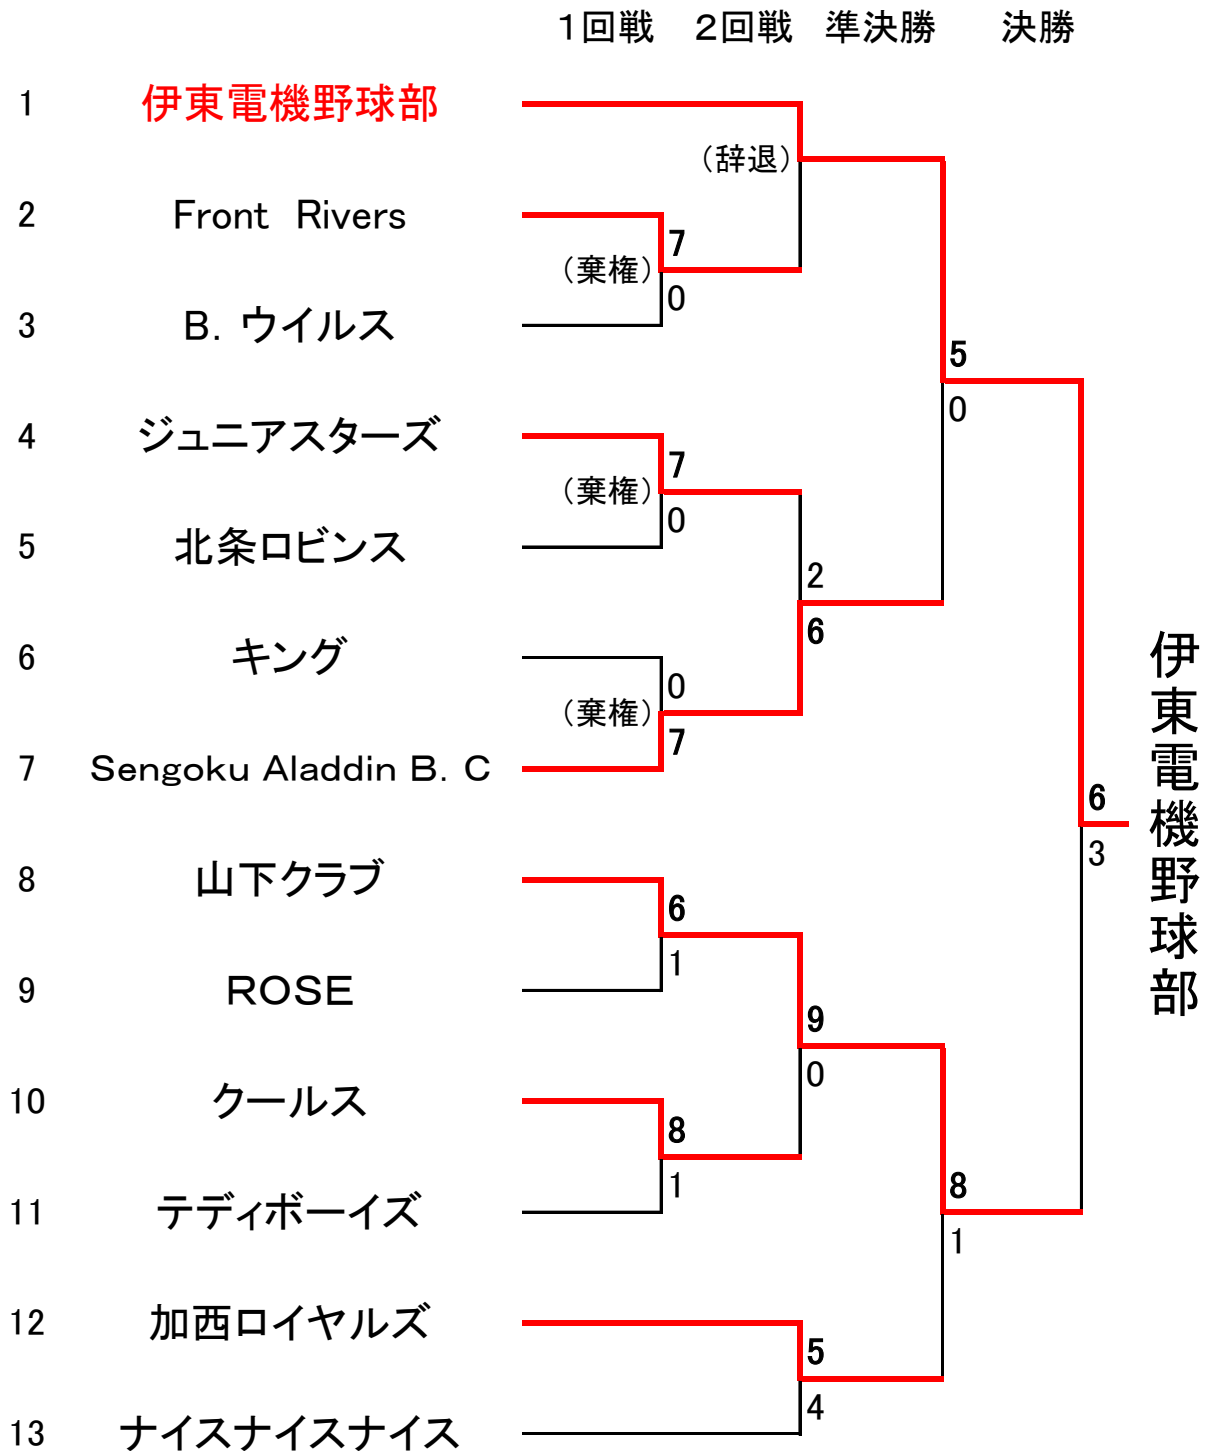 １回戦 ２回戦 準決勝 決勝
1 伊東電機野球部
（辞退）
2 Front Rivers
7
（棄権）
0
3 B．ウイルス
5
0
4 ジュニアスターズ
7
（棄権）
0
5 北条ロビンス
2
6
6 キング
0
（棄権）
7
7 Sengoku Aladdin B．C
伊東電機野球部
6
3
8 山下クラブ
6
1
9 ROSE
9
0
10 クールス
8
1
11 テディボーイズ
8
1
12 加西ロイヤルズ
5
4
13 ナイスナイスナイス